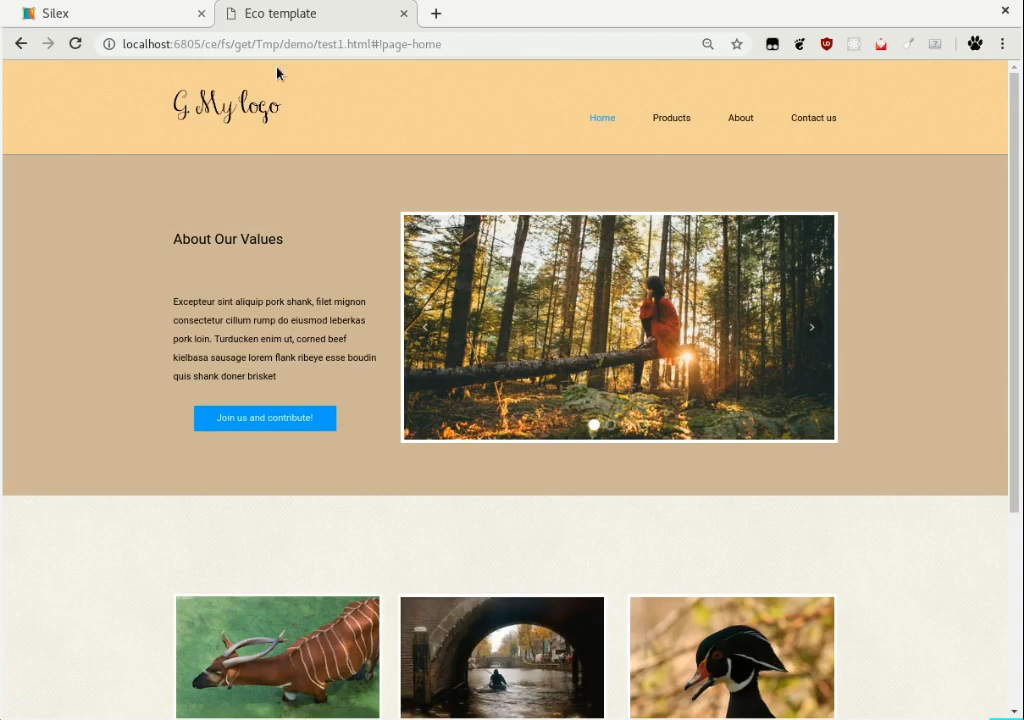 Silex
Eco template
localhost:6805/ce/fs/get/Tmp/demo/test1.html#!page-home
G My logo
Home
Products
About
Contact us
About Our Values
Excepteur sint aliquip pork shank, filet mignon
consectetur cillum rump do eiusmod leberkas
pork loin. Turducken enim ut, corned beef
kielbasa sausage lorem flank ribeye esse boudin
quis shank doner brisket
Join us and contribute!